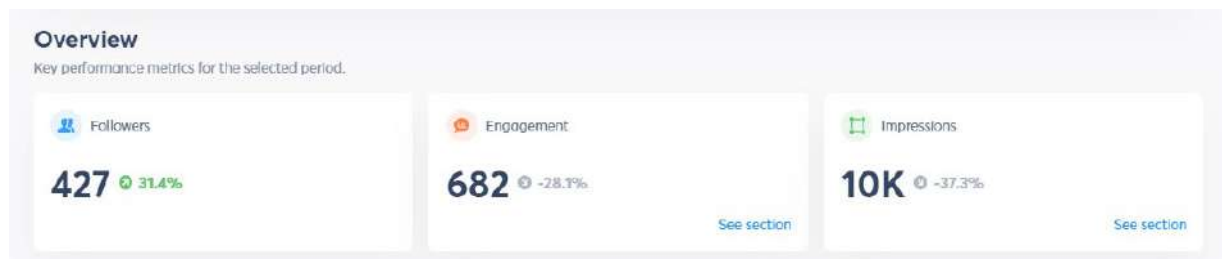 Overview
Key performance metrics for the selected period.
Followers
427 31.4%
Engagement
682 -28.1%
See section
Impressions
10K -37.3%
See section